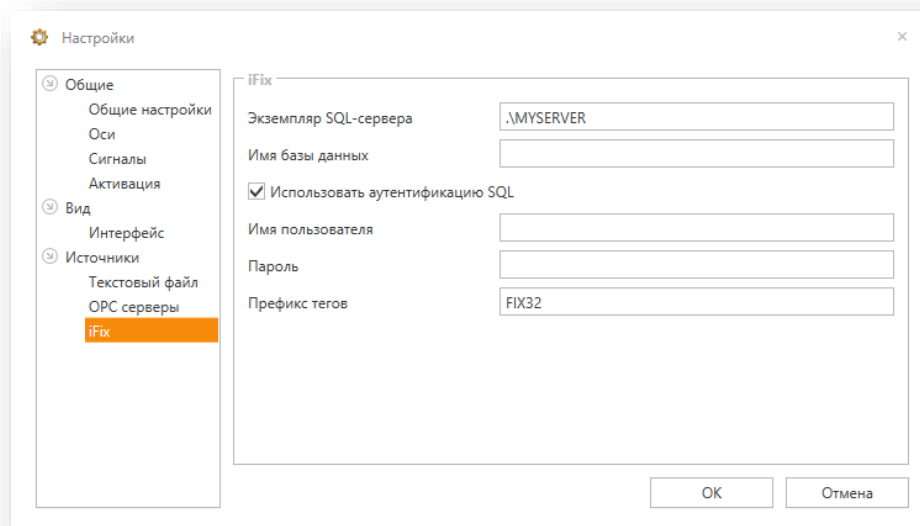 Настройки
Общие
Общие настройки
Оси
Сигналы
Активация
Вид
Интерфейс
Источники
Текстовый файл
OPC серверы
iFix
iFix
Экземпляр SQL-сервера
.\MYSERVER
Имя базы данных
Использовать аутентификацию SQL
Имя пользователя
Пароль
Префикс тегов
FIX32
OK
Отмена